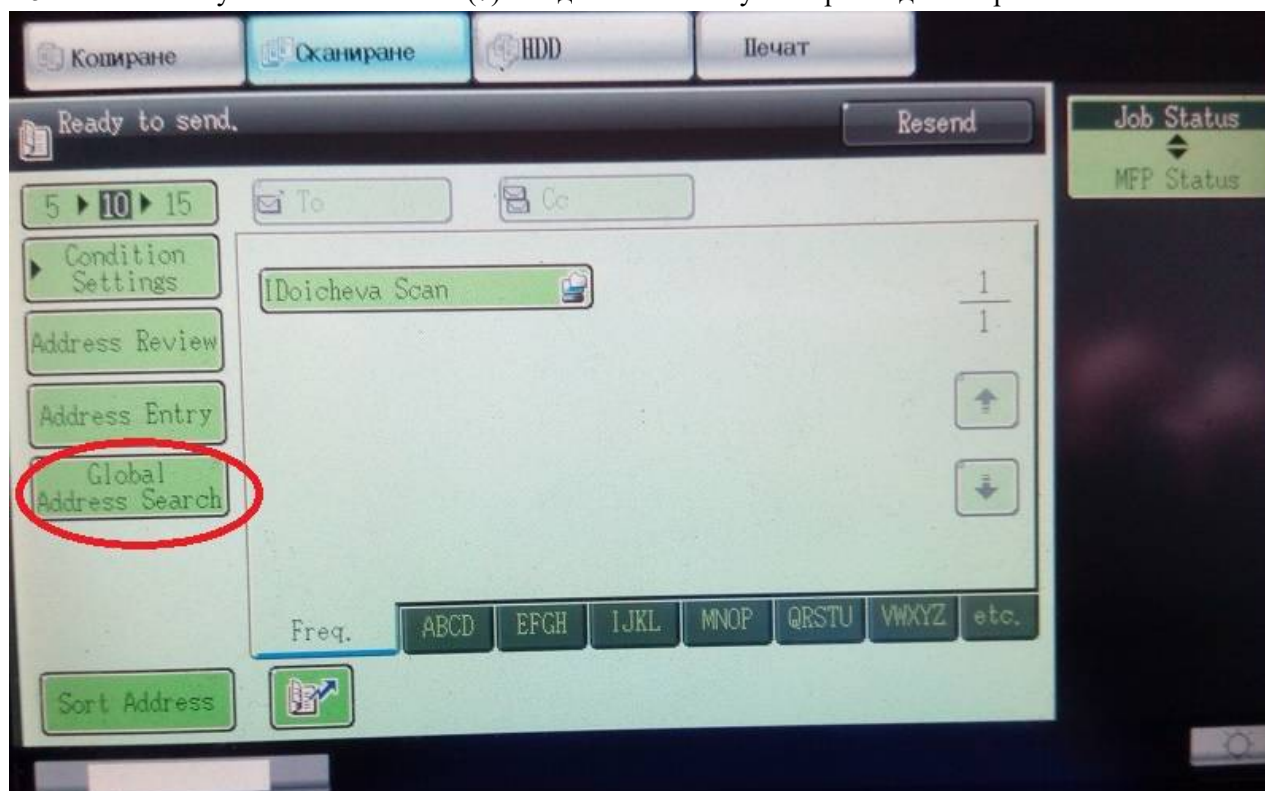 Копиране
Сканиране
HDD
Печат
Ready to send.
Resend
Job Status
MFP Status
5 10 15
To
Cc
Condition
Settings
IDoicheva Scan
1
1
Address Review
Address Entry
Global
Address Search
Freq.
ABCD
EFGH
IJKL
MNOP
QRSTU
VWXYZ
etc.
Sort Address